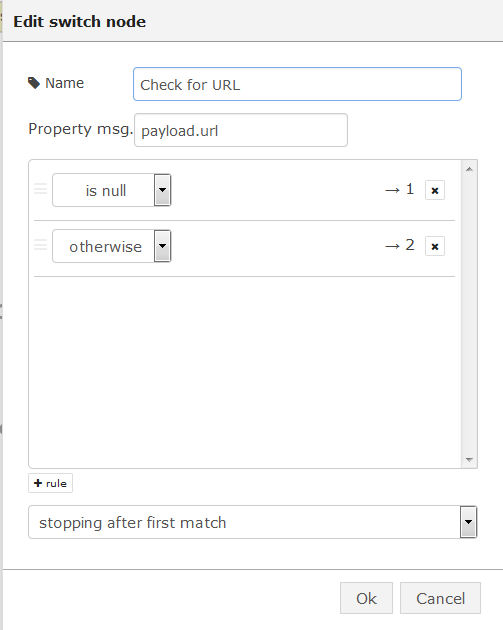 Edit switch node
Name Check for URL
Property msg. payload.url
is null → 1 ×
otherwise → 2 ×
+ rule
stopping after first match
Ok Cancel